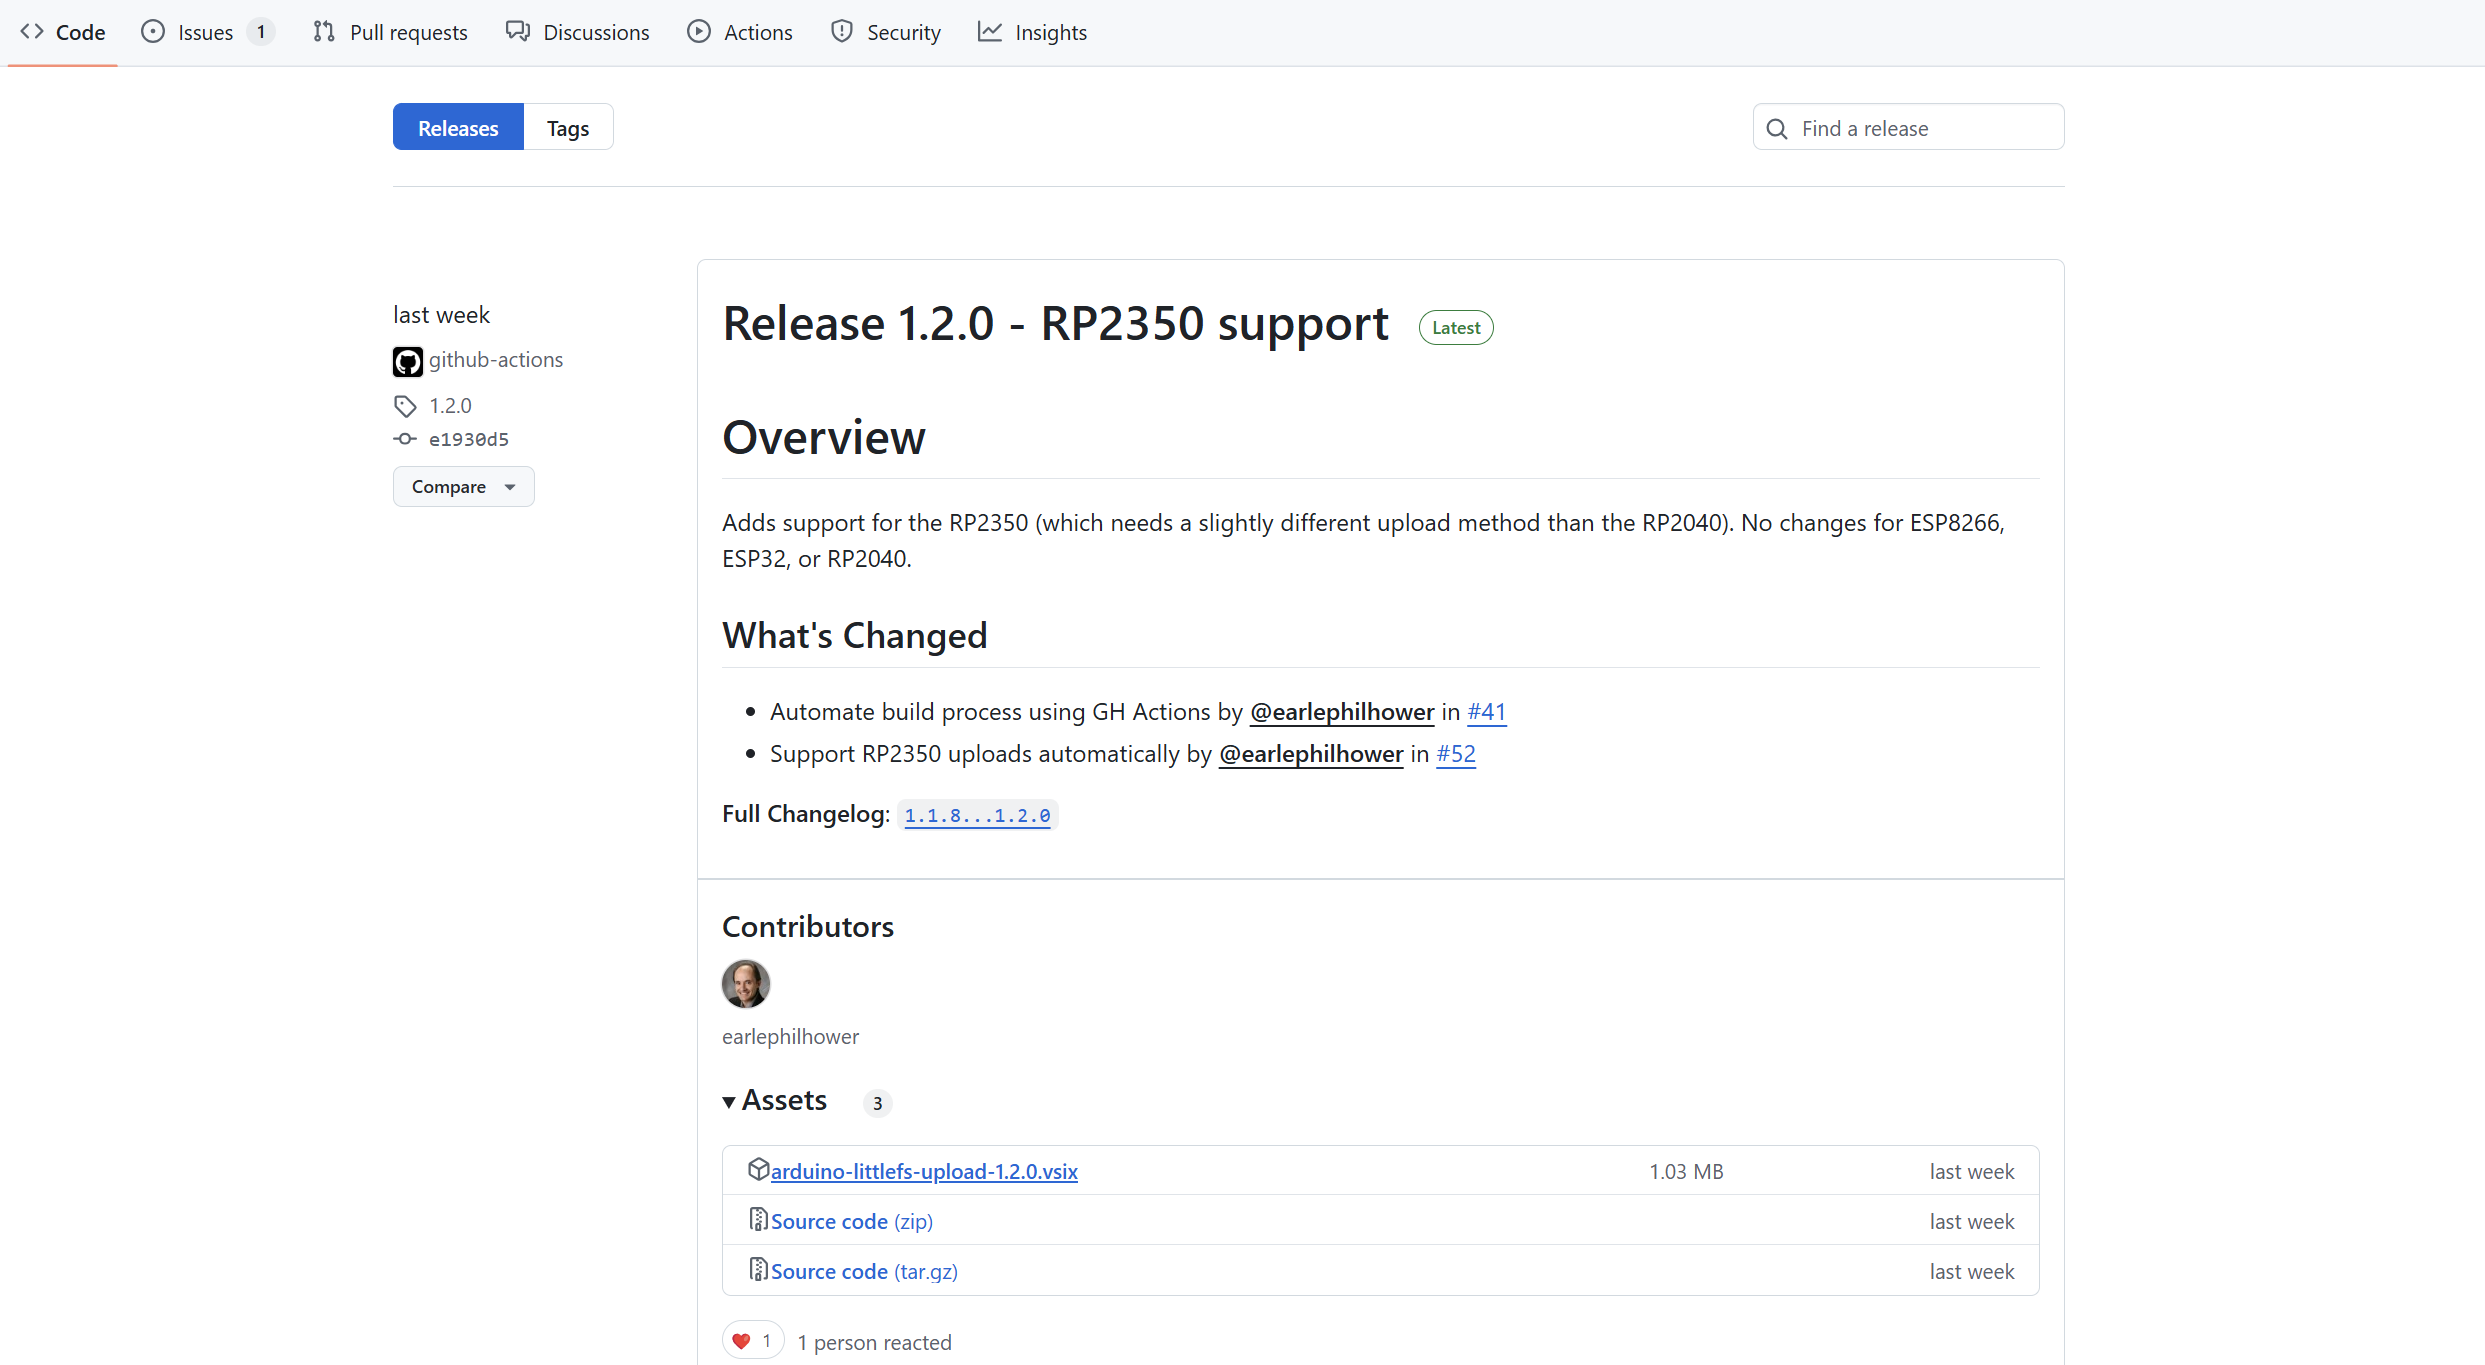 Code Issues 1 Pull requests Discussions Actions Security Insights
Releases Tags Find a release
last week
github-actions
1.2.0
e1930d5
Compare
Release 1.2.0 - RP2350 support Latest
Overview
Adds support for the RP2350 (which needs a slightly different upload method than the RP2040). No changes for ESP8266,
ESP32, or RP2040.
What's Changed
Automate build process using GH Actions by @earlephilhower in #41
Support RP2350 uploads automatically by @earlephilhower in #52
Full Changelog: 1.1.8...1.2.0
Contributors
earlephilhower
Assets 3
arduino-littlefs-upload-1.2.0.vsix 1.03 MB last week
Source code (zip) last week
Source code (tar.gz) last week
1 1 person reacted